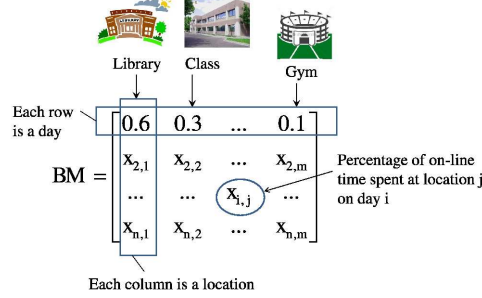 Library Class Gym
Each row
is a day
0.6 0.3 ... 0.1
x2,1 x2,2 ... x2,m
BM =
... ... xi,j ...
xn,1 xn,2 ... xn,m
Percentage of on-line
time spent at location j
on day i
Each column is a location